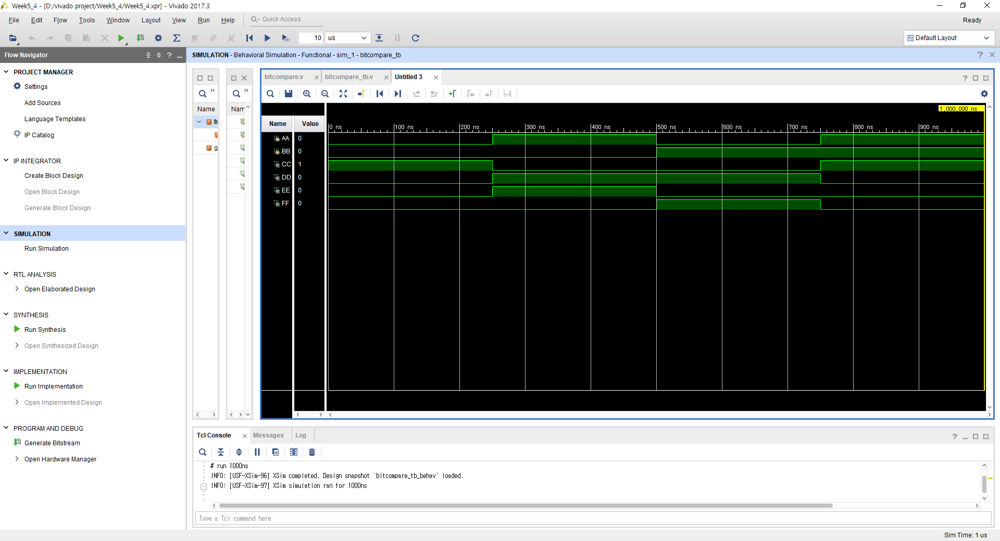 Week5_4 - [D:/vivado project/Week5_4/Week5_4.xpr] - Vivado 2017.3
File Edit Flow Tools Window Layout View Run Help Quick Access
Ready
10 us
Default Layout
Flow Navigator
SIMULATION - Behavioral Simulation - Functional - sim_1 - bitcompare_tb
PROJECT MANAGER
Settings
Add Sources
Language Templates
IP Catalog
IP INTEGRATOR
Create Block Design
Open Block Design
Generate Block Design
SIMULATION
Run Simulation
RTL ANALYSIS
Open Elaborated Design
SYNTHESIS
Run Synthesis
Open Synthesized Design
IMPLEMENTATION
Run Implementation
Open Implemented Design
PROGRAM AND DEBUG
Generate Bitstream
Open Hardware Manager
Name
b
g
Nam
bitcompare.v bitcompare_tb.v Untitled 3
1,000,000 ns
Name Value
0 ns 100 ns 200 ns 300 ns 400 ns 500 ns 600 ns 700 ns 800 ns 900 ns
AA 0
BB 0
CC 1
DD 0
EE 0
FF 0
Tcl Console Messages Log
# run 1000ns
INFO: [USF-XSim-96] XSim completed. Design snapshot 'bitcompare_tb_behav' loaded.
INFO: [USF-XSim-97] XSim simulation ran for 1000ns
Type a Tcl command here
Sim Time: 1 us